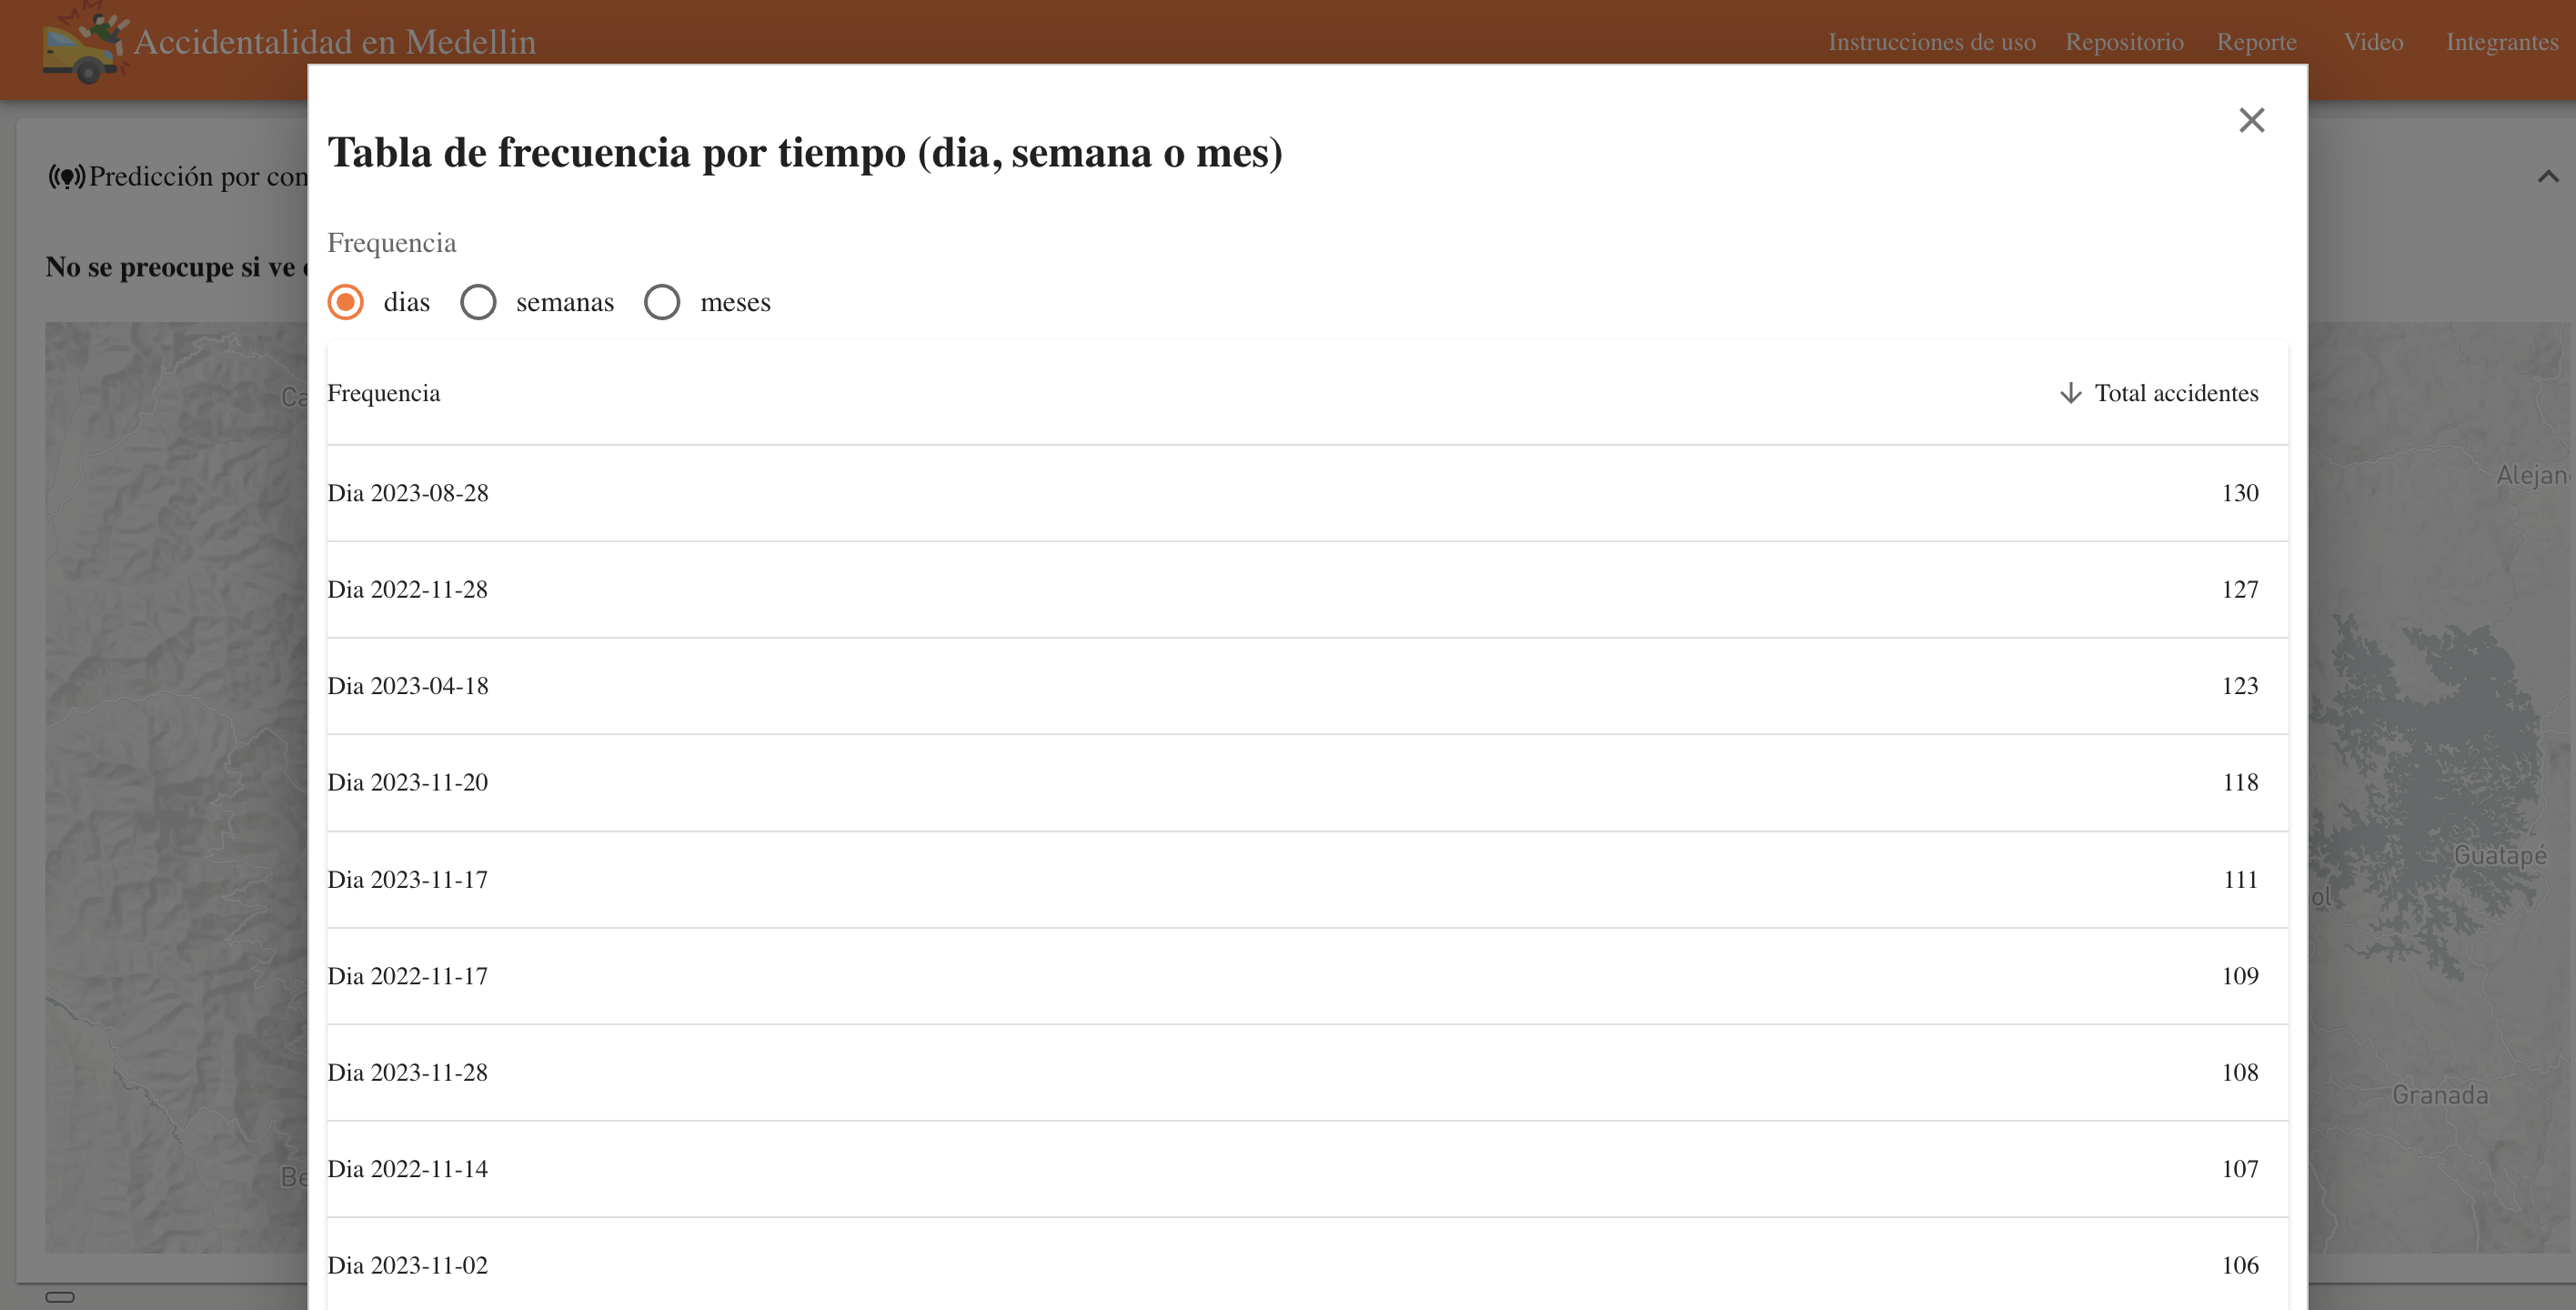 Accidentalidad en Medellin
Instrucciones de uso
Repositorio
Reporte
Video
Integrantes
Predicción por con
No se preocupe si ve
Tabla de frecuencia por tiempo (dia, semana o mes)
Frequencia
dias
semanas
meses
Frequencia
Total accidentes
Dia 2023-08-28
130
Dia 2022-11-28
127
Dia 2023-04-18
123
Dia 2023-11-20
118
Dia 2023-11-17
111
Dia 2022-11-17
109
Dia 2023-11-28
108
Dia 2022-11-14
107
Dia 2023-11-02
106
Ca
Be
Alejan
Guatapé
ol
Granada